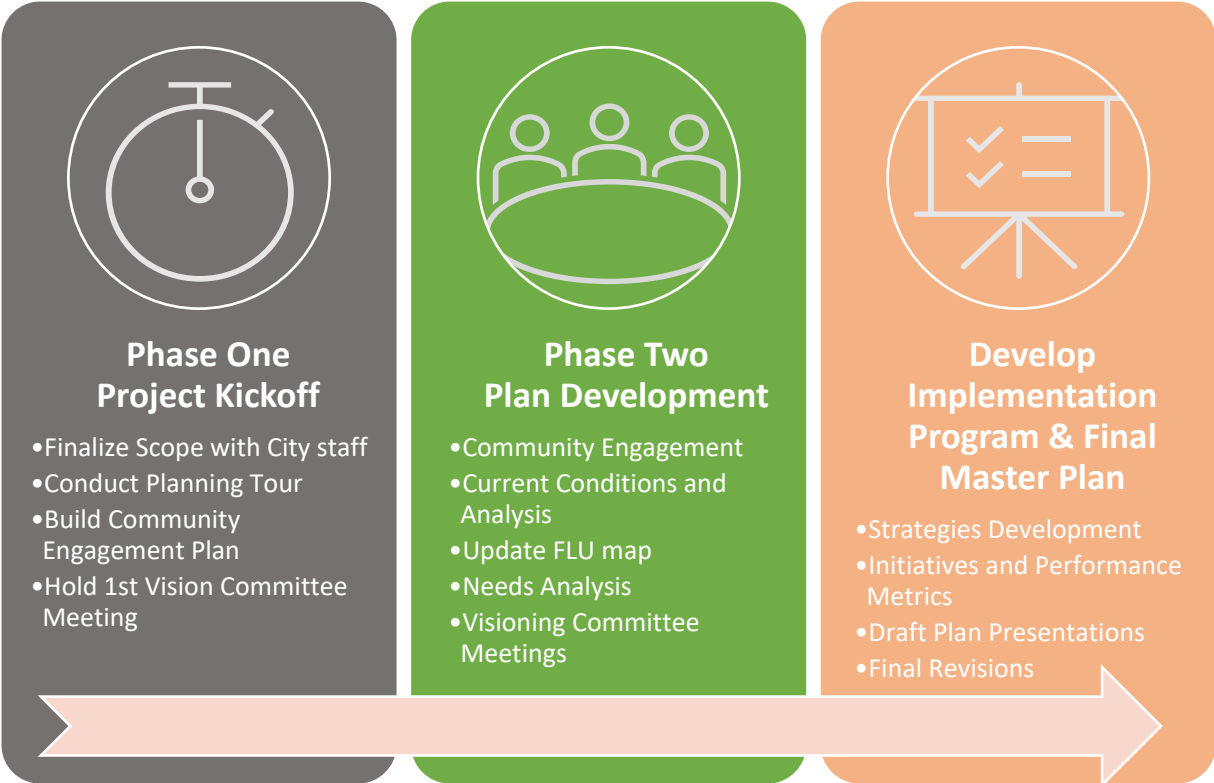 Phase One
Project Kickoff
•Finalize Scope with City staff
•Conduct Planning Tour
•Build Community
Engagement Plan
•Hold 1st Vision Committee
Meeting
Phase Two
Plan Development
•Community Engagement
•Current Conditions and
Analysis
•Update FLU map
•Needs Analysis
•Visioning Committee
Meetings
Develop
Implementation
Program & Final
Master Plan
•Strategies Development
•Initiatives and Performance
Metrics
•Draft Plan Presentations
•Final Revisions